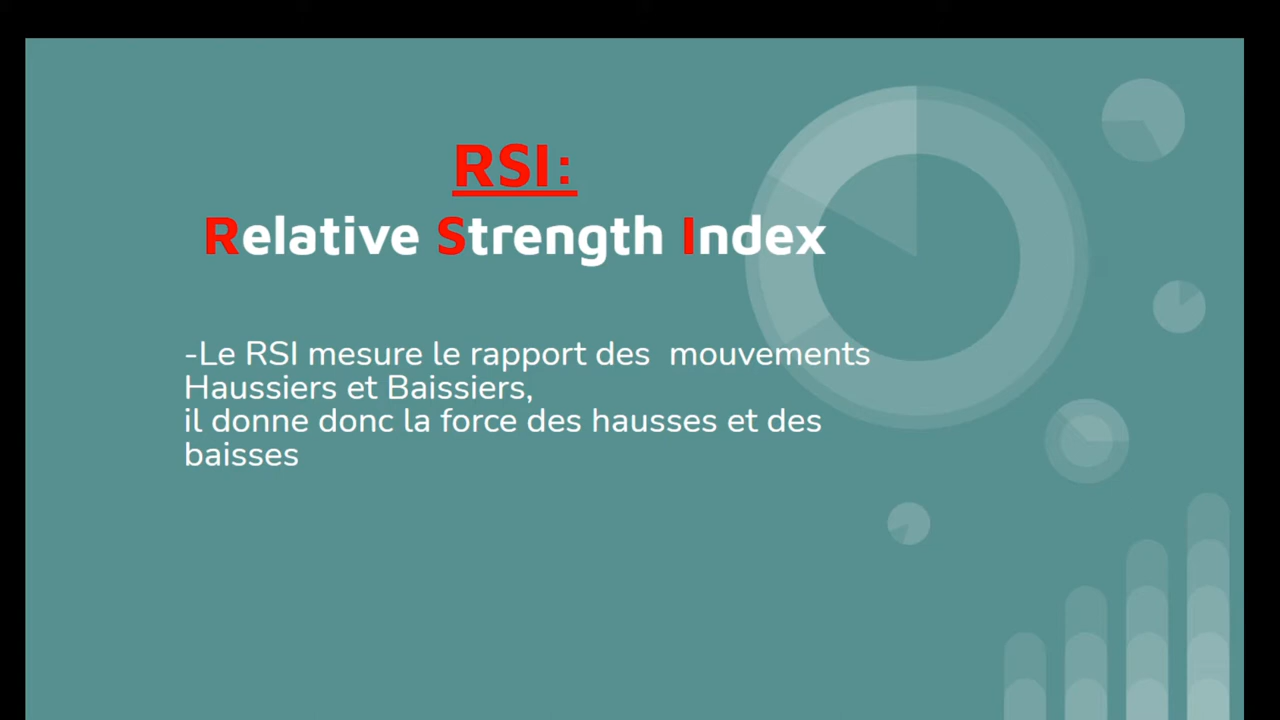 RSI:
Relative Strength Index
-Le RSI mesure le rapport des mouvements
Haussiers et Baissiers,
il donne donc la force des hausses et des
baisses